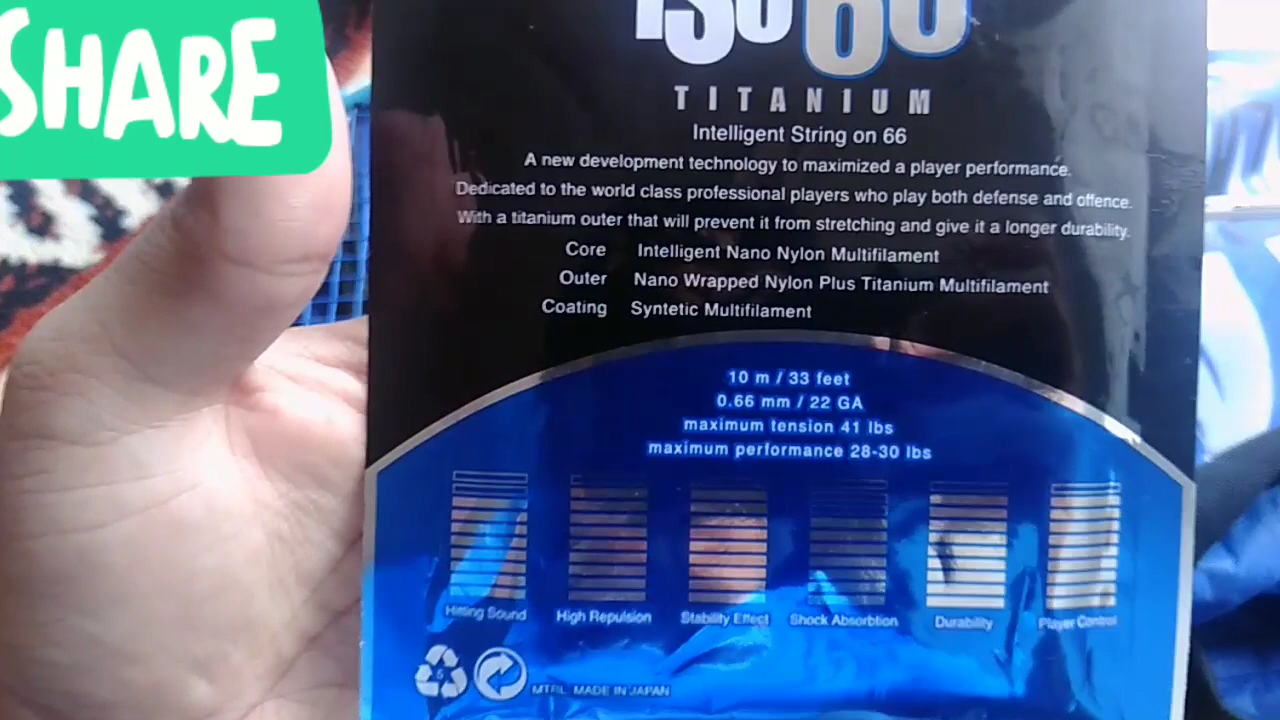 SHARE
TITANIUM
Intelligent String on 66
A new development technology to maximized a player performance.
Dedicated to the world class professional players who play both defense and offence.
With a titanium outer that will prevent it from stretching and give it a longer durability.
Core Intelligent Nano Nylon Multifilament
Outer Nano Wrapped Nylon Plus Titanium Multifilament
Coating Syntetic Multifilament
10 m / 33 feet
0.66 mm / 22 GA
maximum tension 41 lbs
maximum performance 28-30 lbs
Hitting Sound High Repulsion Stability Effect Shock Absorbtion Durability Player Control
5
MTRL. MADE IN JAPAN